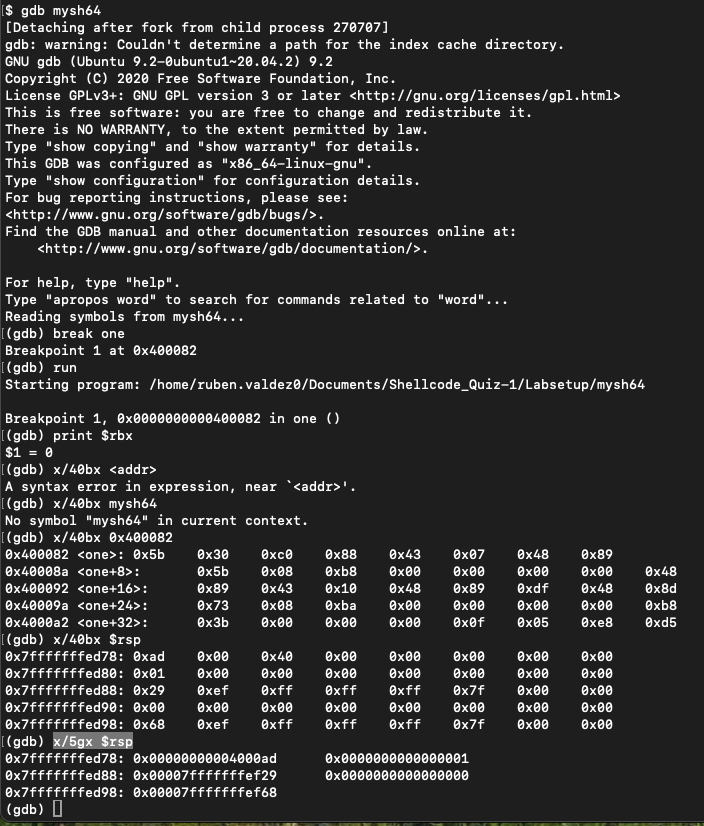 [$ gdb mysh64
[Detaching after fork from child process 270707]
gdb: warning: Couldn't determine a path for the index cache directory.
GNU gdb (Ubuntu 9.2-0ubuntu1~20.04.2) 9.2
Copyright (C) 2020 Free Software Foundation, Inc.
License GPLv3+: GNU GPL version 3 or later <http://gnu.org/licenses/gpl.html>
This is free software: you are free to change and redistribute it.
There is NO WARRANTY, to the extent permitted by law.
Type "show copying" and "show warranty" for details.
This GDB was configured as "x86_64-linux-gnu".
Type "show configuration" for configuration details.
For bug reporting instructions, please see:
<http://www.gnu.org/software/gdb/bugs/>.
Find the GDB manual and other documentation resources online at:
    <http://www.gnu.org/software/gdb/documentation/>.

For help, type "help".
Type "apropos word" to search for commands related to "word"...
Reading symbols from mysh64...
[(gdb) break one
Breakpoint 1 at 0x400082
[(gdb) run
Starting program: /home/ruben.valdez0/Documents/Shellcode_Quiz-1/Labsetup/mysh64

Breakpoint 1, 0x0000000000400082 in one ()
[(gdb) print $rbx
$1 = 0
[(gdb) x/40bx <addr>
A syntax error in expression, near `<addr>'.
[(gdb) x/40bx mysh64
No symbol "mysh64" in current context.
[(gdb) x/40bx 0x400082
0x400082 <one>: 0x5b    0x30    0xc0    0x88    0x43    0x07    0x48    0x89
0x40008a <one+8>:       0x5b    0x08    0xb8    0x00    0x00    0x00    0x00    0x48
0x400092 <one+16>:      0x89    0x43    0x10    0x48    0x89    0xdf    0x48    0x8d
0x40009a <one+24>:      0x73    0x08    0xba    0x00    0x00    0x00    0x00    0xb8
0x4000a2 <one+32>:      0x3b    0x00    0x00    0x00    0x0f    0x05    0xe8    0xd5
[(gdb) x/40bx $rsp
0x7fffffffed78: 0xad    0x00    0x40    0x00    0x00    0x00    0x00    0x00
0x7fffffffed80: 0x01    0x00    0x00    0x00    0x00    0x00    0x00    0x00
0x7fffffffed88: 0x29    0xef    0xff    0xff    0xff    0x7f    0x00    0x00
0x7fffffffed90: 0x00    0x00    0x00    0x00    0x00    0x00    0x00    0x00
0x7fffffffed98: 0x68    0xef    0xff    0xff    0xff    0x7f    0x00    0x00
[(gdb) x/5gx $rsp
0x7fffffffed78: 0x00000000004000ad      0x0000000000000001
0x7fffffffed88: 0x00007fffffffef29      0x0000000000000000
0x7fffffffed98: 0x00007fffffffef68
(gdb)